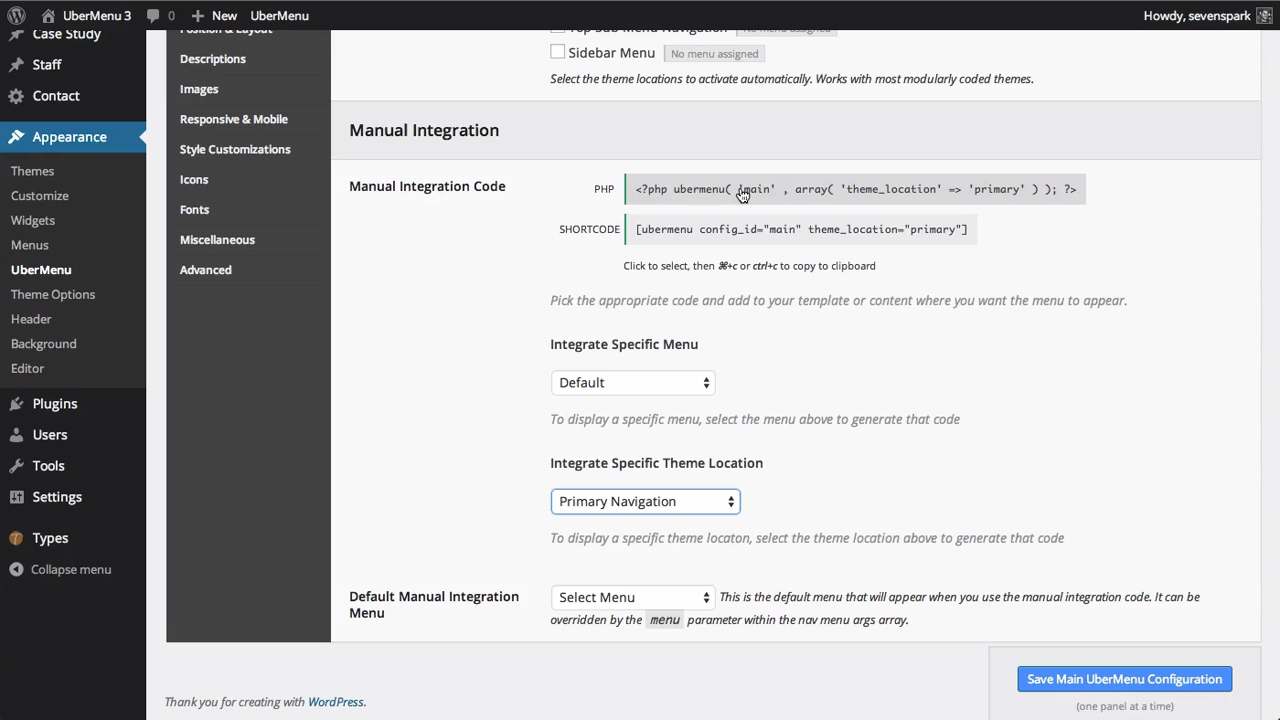 UberMenu 3 0 New UberMenu Howdy, sevenspark
Case Study
Staff
Contact
Appearance
Themes
Customize
Widgets
Menus
UberMenu
Theme Options
Header
Background
Editor
Plugins
Users
Tools
Settings
Types
Collapse menu
Position & Layout
Descriptions
Images
Responsive & Mobile
Style Customizations
Icons
Fonts
Miscellaneous
Advanced
Top Sub Menu Navigation No menu assigned
Sidebar Menu No menu assigned
Select the theme locations to activate automatically. Works with most modularly coded themes.
Manual Integration
Manual Integration Code
PHP <?php ubermenu( 'main' , array( 'theme_location' => 'primary' ) ); ?>
SHORTCODE [ubermenu config_id="main" theme_location="primary"]
Click to select, then ⌘+c or ctrl+c to copy to clipboard
Pick the appropriate code and add to your template or content where you want the menu to appear.
Integrate Specific Menu
Default
To display a specific menu, select the menu above to generate that code
Integrate Specific Theme Location
Primary Navigation
To display a specific theme locaton, select the theme location above to generate that code
Default Manual Integration
Menu
Select Menu This is the default menu that will appear when you use the manual integration code. It can be
overridden by the menu parameter within the nav menu args array.
Save Main UberMenu Configuration
(one panel at a time)
Thank you for creating with WordPress.